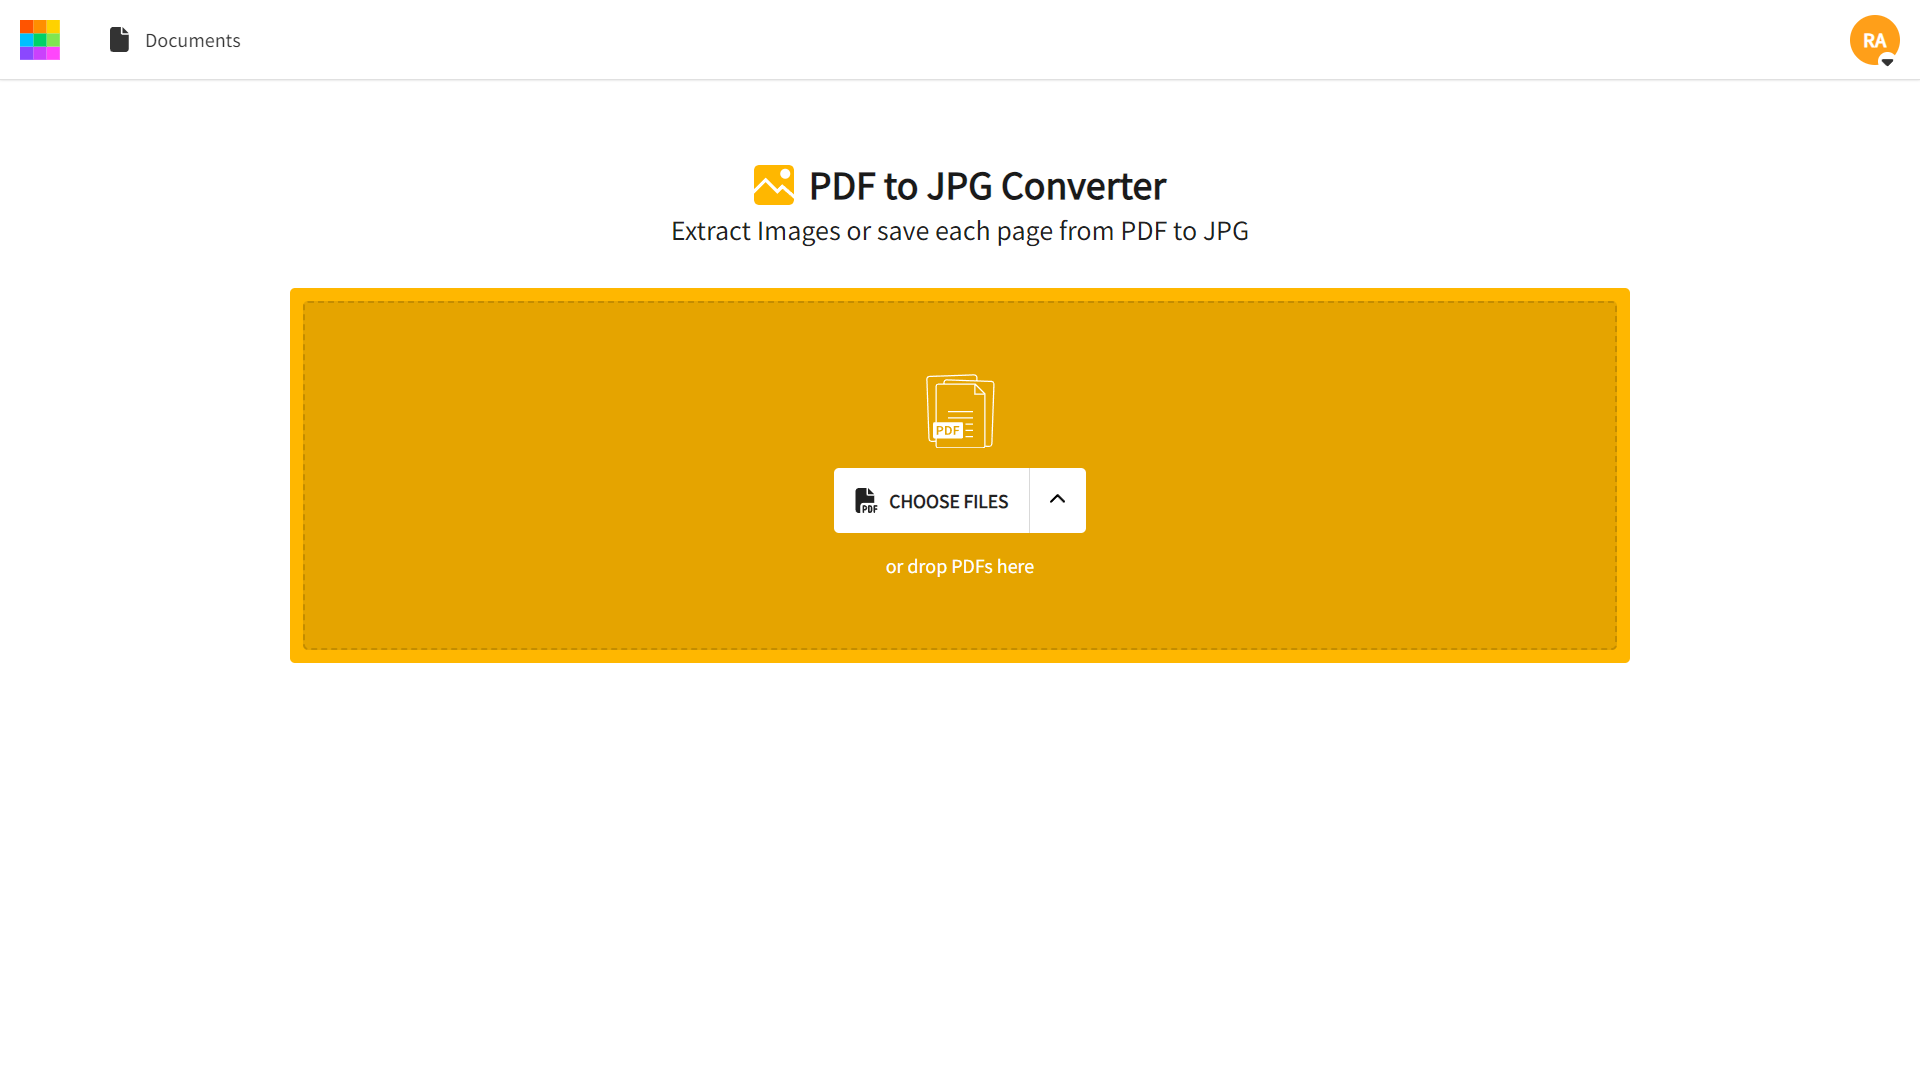 Documents
RA
PDF to JPG Converter
Extract Images or save each page from PDF to JPG
PDF
PDF
CHOOSE FILES
or drop PDFs here